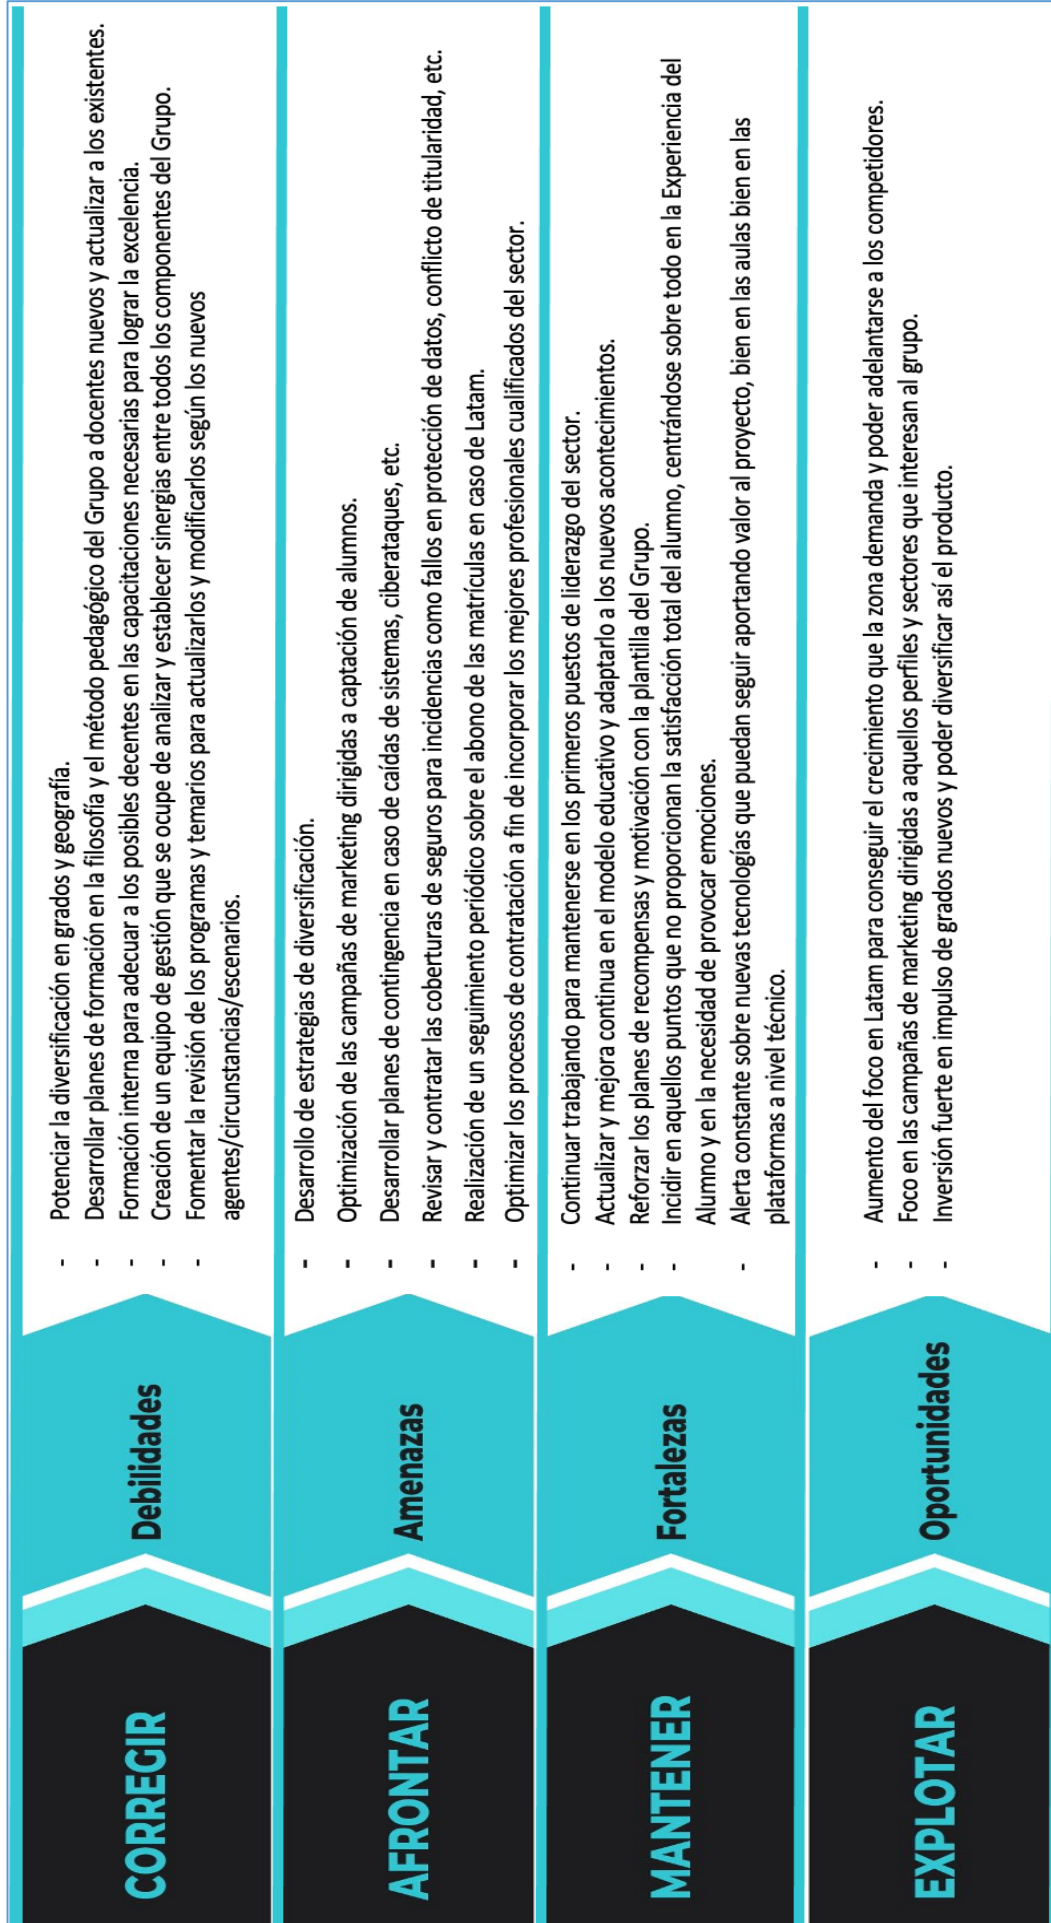 CORREGIR
Debilidades
- Potenciar la diversificación en grados y geografía.
- Desarrollar planes de formación en la filosofía y el método pedagógico del Grupo a docentes nuevos y actualizar a los existentes.
- Formación interna para adecuar a los posibles decentes en las capacitaciones necesarias para lograr la excelencia.
- Creación de un equipo de gestión que se ocupe de analizar y establecer sinergias entre todos los componentes del Grupo.
- Fomentar la revisión de los programas y temarios para actualizarlos y modificarlos según los nuevos
agentes/circunstancias/escenarios.
AFRONTAR
Amenazas
- Desarrollo de estrategias de diversificación.
- Optimización de las campañas de marketing dirigidas a captación de alumnos.
- Desarrollar planes de contingencia en caso de caídas de sistemas, ciberataques, etc.
- Revisar y contratar las coberturas de seguros para incidencias como fallos en protección de datos, conflicto de titularidad, etc.
- Realización de un seguimiento periódico sobre el abono de las matrículas en caso de Latam.
- Optimizar los procesos de contratación a fin de incorporar los mejores profesionales cualificados del sector.
MANTENER
Fortalezas
- Continuar trabajando para mantenerse en los primeros puestos de liderazgo del sector.
- Actualizar y mejora continua en el modelo educativo y adaptarlo a los nuevos acontecimientos.
- Reforzar los planes de recompensas y motivación con la plantilla del Grupo.
- Incidir en aquellos puntos que no proporcionan la satisfacción total del alumno, centrándose sobre todo en la Experiencia del
Alumno y en la necesidad de provocar emociones.
- Alerta constante sobre nuevas tecnologías que puedan seguir aportando valor al proyecto, bien en las aulas bien en las
plataformas a nivel técnico.
EXPLOTAR
Oportunidades
- Aumento del foco en Latam para conseguir el crecimiento que la zona demanda y poder adelantarse a los competidores.
- Foco en las campañas de marketing dirigidas a aquellos perfiles y sectores que interesan al grupo.
- Inversión fuerte en impulso de grados nuevos y poder diversificar así el producto.